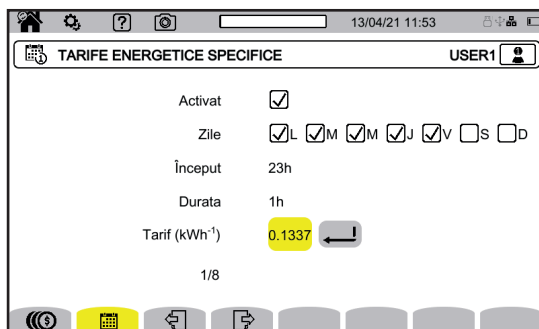 13/04/21 11:53
TARIFE ENERGETICE SPECIFICE USER1
Activat
Zile L M M J V S D
Început 23h
Durata 1h
Tarif (kWh-1) 0.1337
1/8